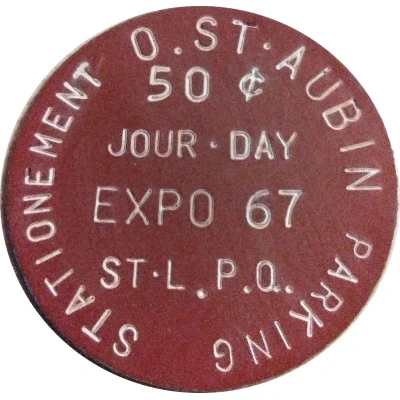 STATIONEMENT O.ST.AUBIN PARKING
50 ¢
JOUR·DAY
EXPO 67
ST·L. P.Q.